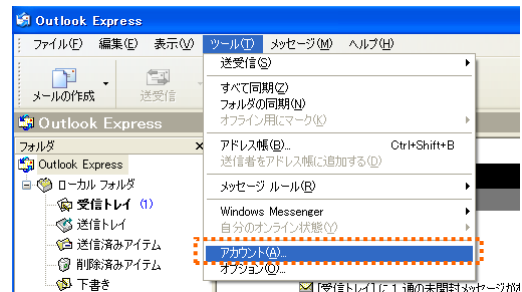 Outlook Express
ファイル(F) 編集(E) 表示(V) ツール(T) メッセージ(M) ヘルプ(H)
メールの作成 送受信
Outlook Express
フォルダ ×
Outlook Express
ローカル フォルダ
受信トレイ (1)
送信トレイ
送信済みアイテム
削除済みアイテム
下書き
送受信(S)
すべて同期(Z)
フォルダの同期(N)
オフライン用にマーク(K)
アドレス帳(B)... Ctrl+Shift+B
送信者をアドレス帳に追加する(D)
メッセージ ルール(R)
Windows Messenger
自分のオンライン状態(Y)
アカウント(A)...
オプション(O)...
[受信トレイ] に 1 通の未開封メッセージが